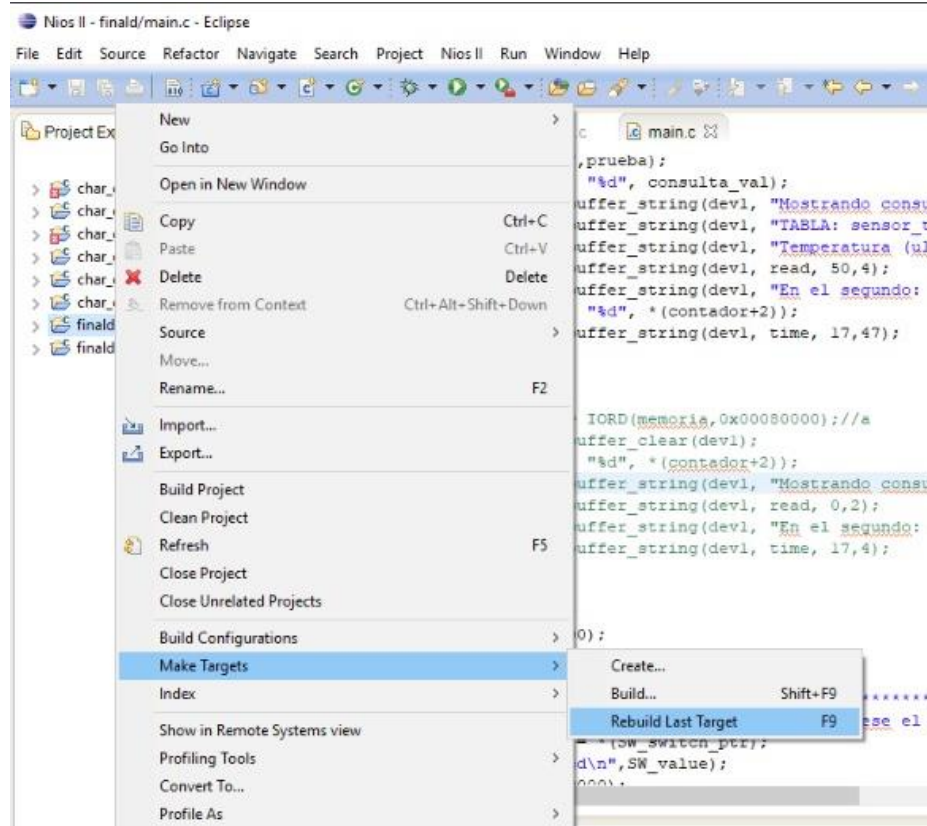 Nios II - finald/main.c - Eclipse
File Edit Source Refactor Navigate Search Project Nios II Run Window Help
Project Ex
main.c
char_
char_
char_
char_
char_
char_
finald
finald
New
Go Into
Open in New Window
Copy Ctrl+C
Paste Ctrl+V
Delete Delete
Remove from Context Ctrl+Alt+Shift+Down
Source
Move...
Rename... F2
Import...
Export...
Build Project
Clean Project
Refresh F5
Close Project
Close Unrelated Projects
Build Configurations
Make Targets
Index
Show in Remote Systems view
Profiling Tools
Convert To...
Profile As
Create...
Build... Shift+F9
Rebuild Last Target F9
,prueba);
"%d", consulta_val);
uffer_string(dev1, "Mostrando consu
uffer_string(dev1, "TABLA: sensor_t
uffer_string(dev1, "Temperatura (ul
uffer_string(dev1, read, 50,4);
uffer_string(dev1, "En el segundo:
"%d", *(contador+2));
uffer_string(dev1, time, 17,47);
IORD(memoria,0x00080000);//a
uffer_clear(dev1);
"%d", *(contador+2));
uffer_string(dev1, "Mostrando consu
uffer_string(dev1, read, 0,2);
uffer_string(dev1, "En el segundo:
uffer_string(dev1, time, 17,4);
0);
ese el
= *(SW_switch_ptr);
d\n",SW_value);